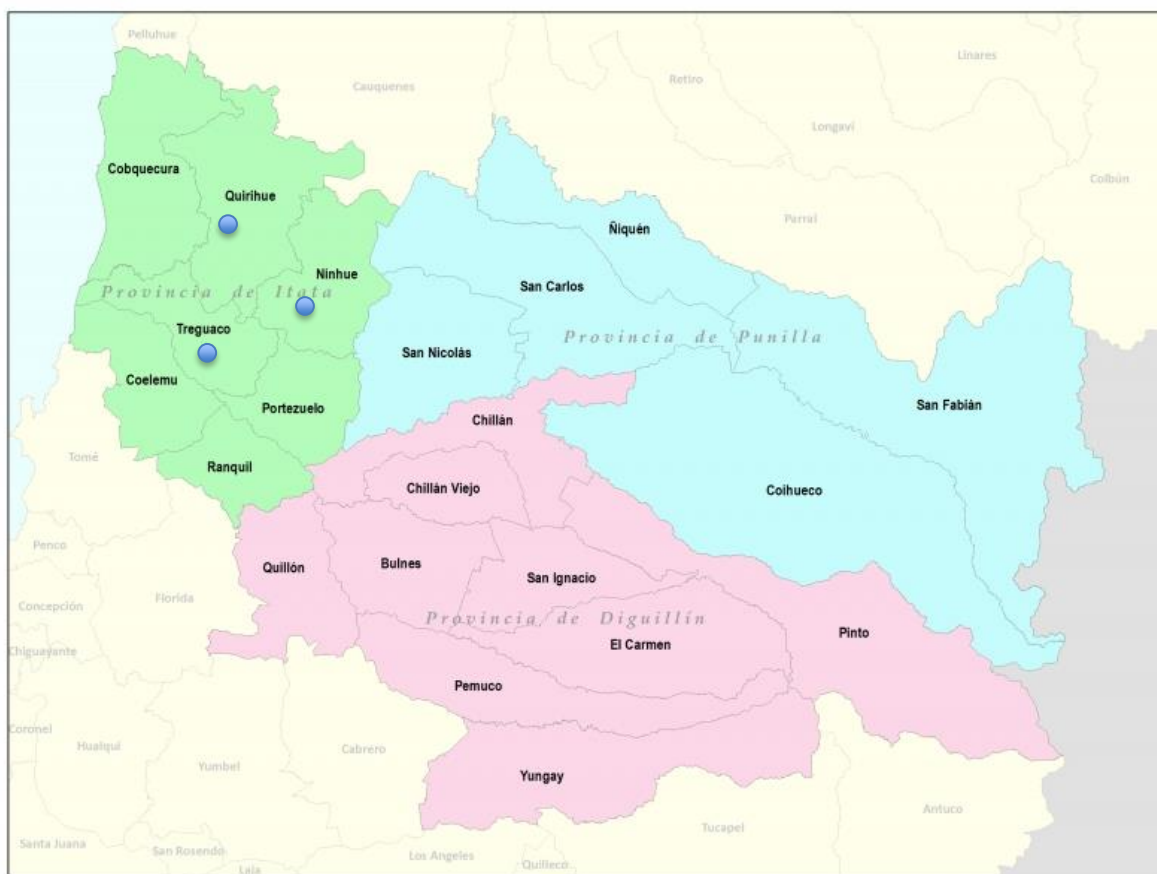 Pelluhue
Linares
Cauquenes
Retiro
Longaví
Colbún
Cobquecura
Quirihue
Parral
Ñiquén
Ninhue
San Carlos
Provincia de Itata
Treguaco
Provincia de Punilla
San Nicolàs
Coelemu
Portezuelo
San Fabiàn
Chillán
Tomé
Ranquil
Chillán Viejo
Coihueco
Penco
Quillón
Bulnes
San Ignacio
Florida
Concepción
Provincia de Diguillín
Pinto
El Carmen
Chiguayante
Pemuco
Coronel
Hualqui
Cabrero
Yumbel
Yungay
Antuco
Tucapel
Santa Juana
San Rosendo
Los Angeles
Quilleco
Laja